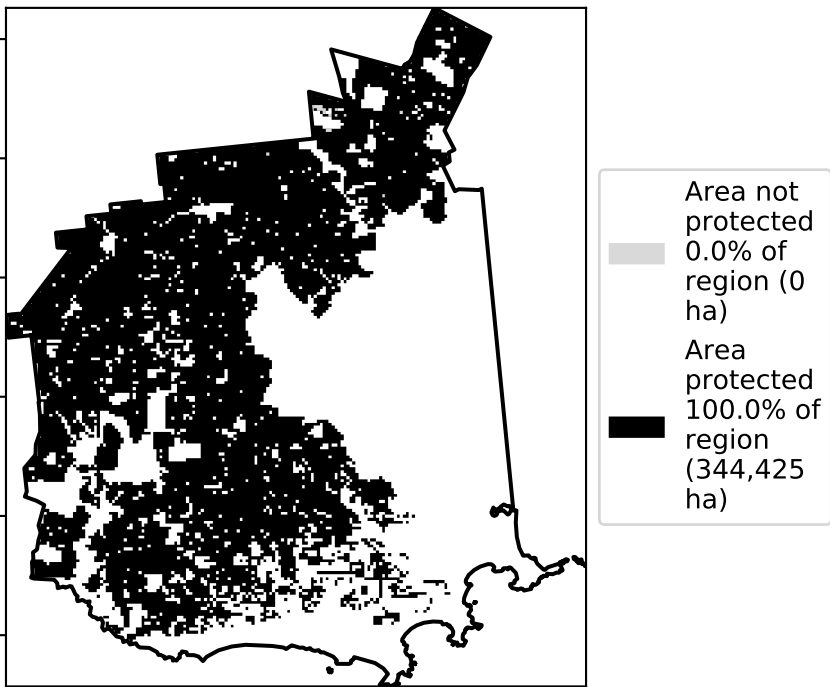 Area not
protected
0.0% of
region (0
ha)
Area
protected
100.0% of
region
(344,425
ha)